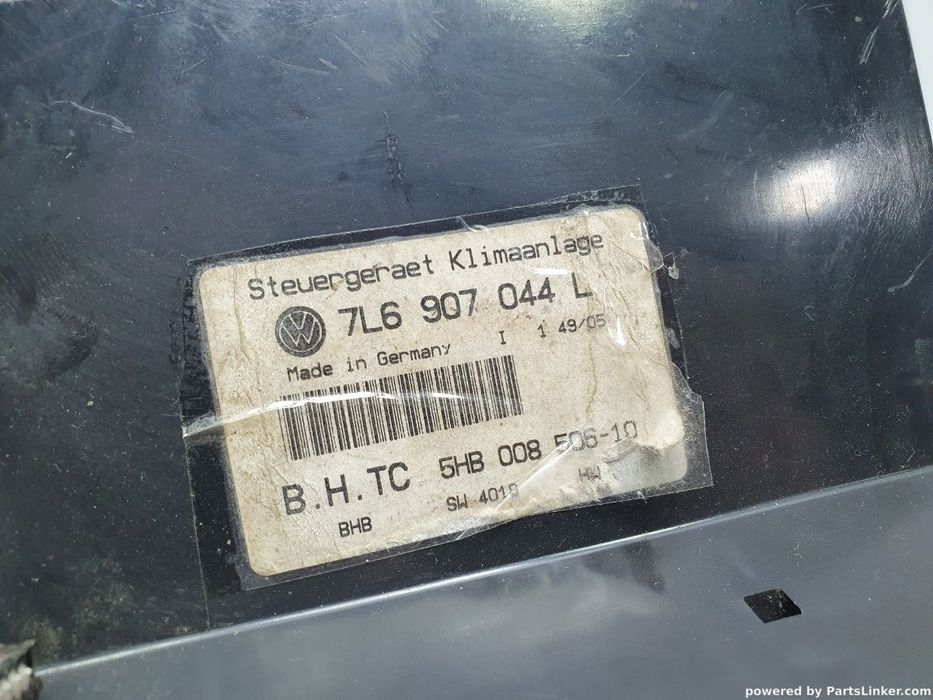 Steuergeraet Klimaanlage
7L6 907 044 L
Made in Germany I 1 49/05
B.H.TC 5HB 008 506-10
BHB SW 4018 HW
powered by PartsLinker.com